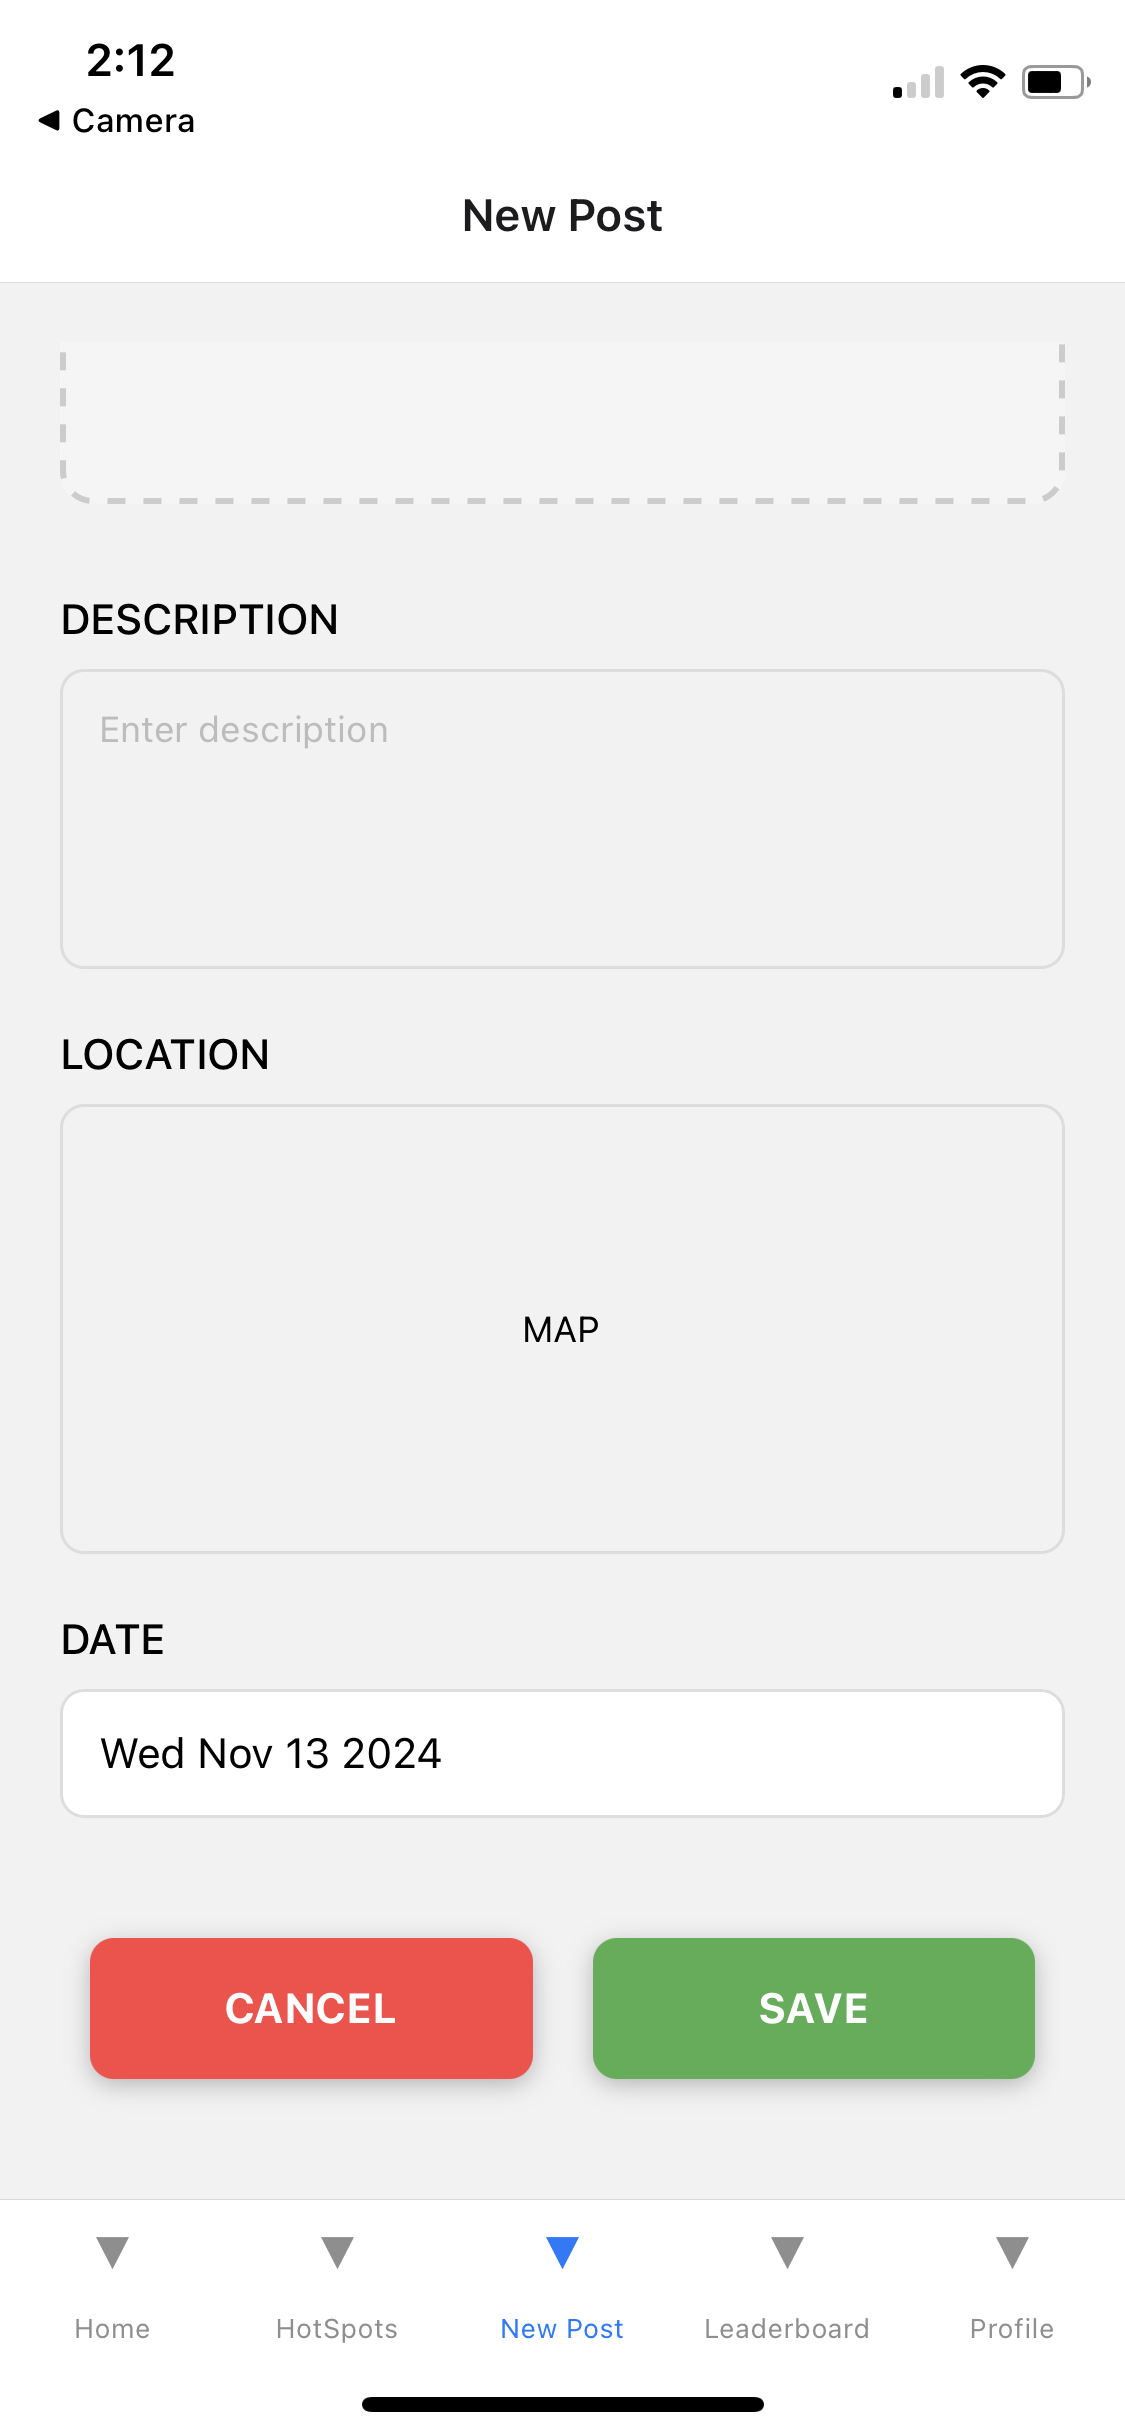 2:12
Camera
New Post
DESCRIPTION
Enter description
LOCATION
MAP
DATE
Wed Nov 13 2024
CANCEL SAVE
Home HotSpots New Post Leaderboard Profile